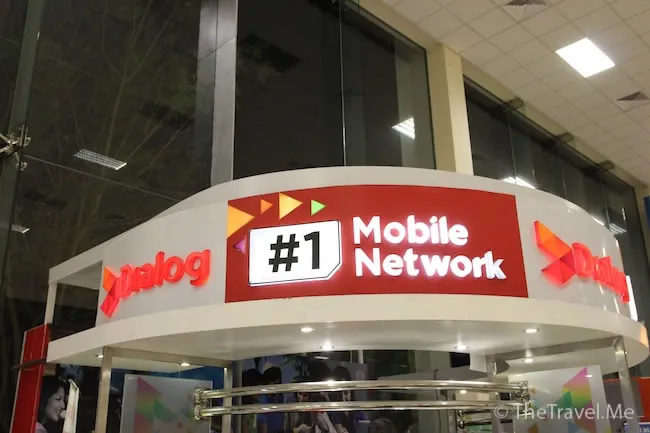 Dialog
#1
Mobile
Network
Dialog
© TheTravel.Me